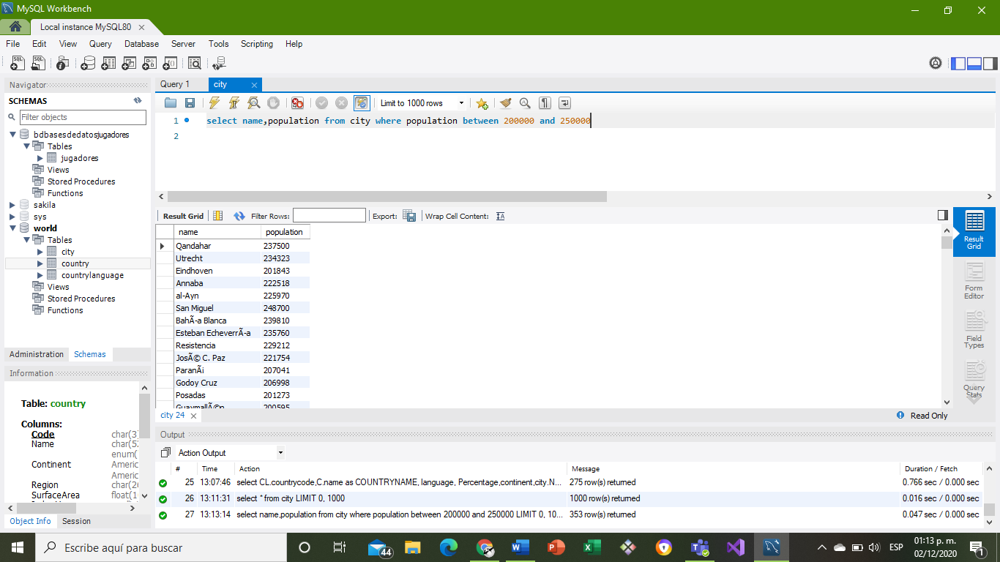 MySQL Workbench
Local instance MySQL80
File Edit View Query Database Server Tools Scripting Help
Navigator
SCHEMAS
Filter objects
bdbasesdedatosjugadores
Tables
jugadores
Views
Stored Procedures
Functions
sakila
sys
world
Tables
city
country
countrylanguage
Views
Stored Procedures
Functions
Administration Schemas
Information
Table: country
Columns:
Code char(3)
Name char(52
enum(
Continent Americ
Americ
Region char(26
SurfaceArea float(1
Object Info Session
Query 1 city
Limit to 1000 rows
1 select name,population from city where population between 200000 and 250000
2
Result Grid Filter Rows: Export: Wrap Cell Content:
name population
Qandahar 237500
Utrecht 234323
Eindhoven 201843
Annaba 222518
al-Ayn 225970
San Miguel 248700
BahÃ-a Blanca 239810
Esteban EcheverrÃ-a 235760
Resistencia 229212
JosÃ© C. Paz 221754
ParanÃ¡ 207041
Godoy Cruz 206998
Posadas 201273
GuaymallÃ©n 200595
Result Grid
Form Editor
Field Types
Query Stats
city 24 Read Only
Output
Action Output
# Time Action Message Duration / Fetch
25 13:07:46 select CL.countrycode,C.name as COUNTRYNAME, language, Percentage,continent,city.N... 275 row(s) returned 0.766 sec / 0.000 sec
26 13:11:31 select * from city LIMIT 0, 1000 1000 row(s) returned 0.016 sec / 0.000 sec
27 13:13:14 select name,population from city where population between 200000 and 250000 LIMIT 0, 10... 353 row(s) returned 0.047 sec / 0.000 sec
Escribe aquí para buscar
44
ESP
01:13 p. m.
02/12/2020
1